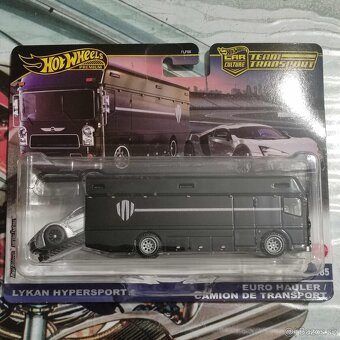 Hot Wheels
PREMIUM
CAR CULTURE
TEAM TRANSPORT
LYKAN HYPERSPORT
EURO HAULER /
CAMION DE TRANSPORT